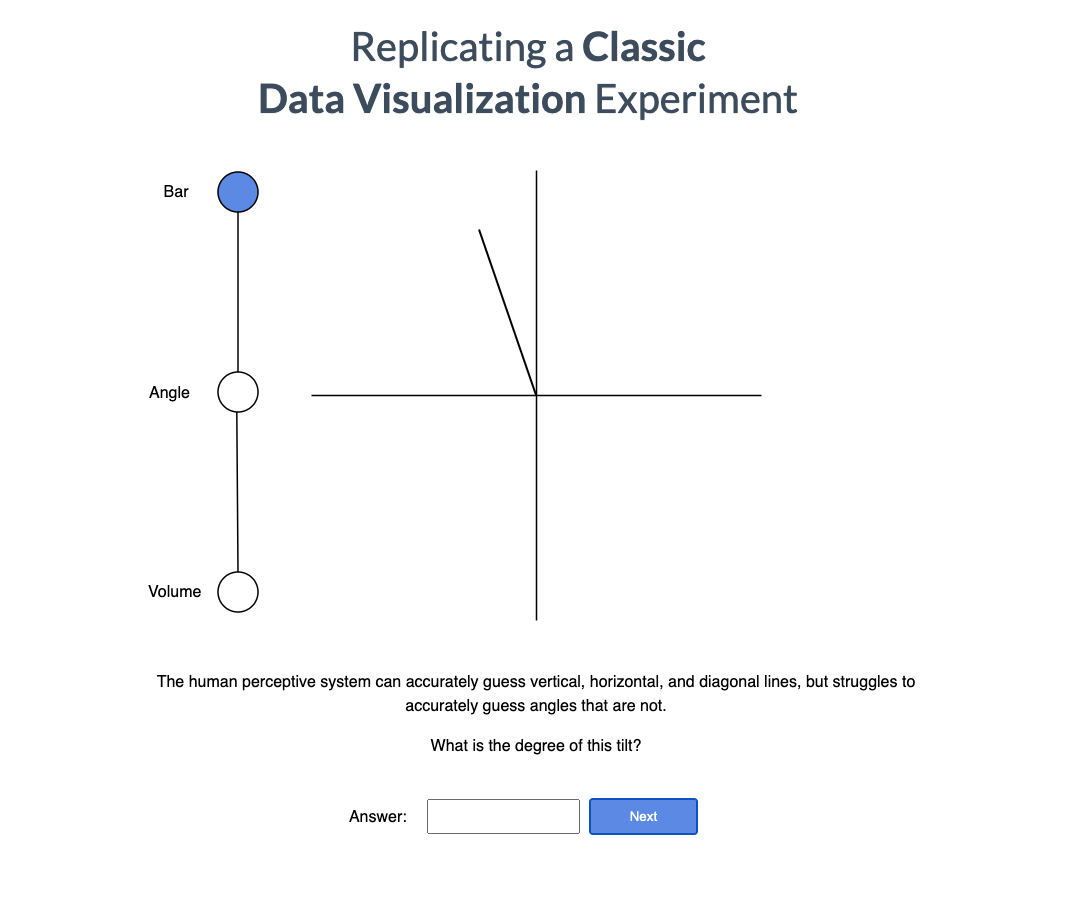 Replicating a Classic
Data Visualization Experiment
Bar
Angle
Volume
The human perceptive system can accurately guess vertical, horizontal, and diagonal lines, but struggles to
accurately guess angles that are not.
What is the degree of this tilt?
Answer:
Next